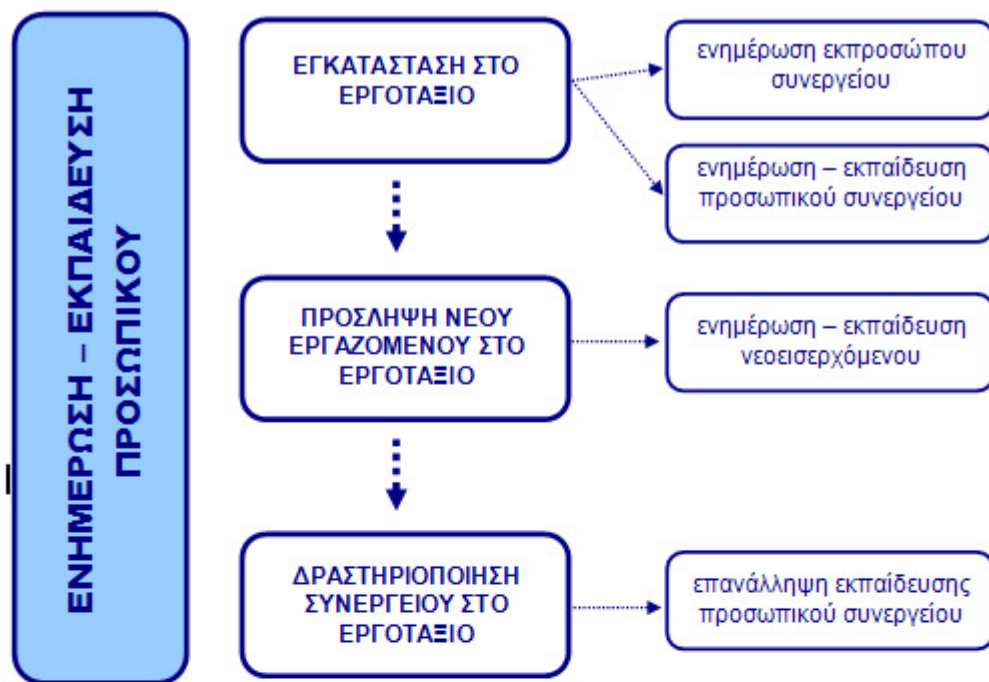 ΕΝΗΜΕΡΩΣΗ – ΕΚΠΑΙΔΕΥΣΗ
ΠΡΟΣΩΠΙΚΟΥ
ΕΓΚΑΤΑΣΤΑΣΗ ΣΤΟ
ΕΡΓΟΤΑΞΙΟ
ενημέρωση εκπροσώπου
συνεργείου
ενημέρωση – εκπαίδευση
προσωπικού συνεργείου
ΠΡΟΣΛΗΨΗ ΝΕΟΥ
ΕΡΓΑΖΟΜΕΝΟΥ ΣΤΟ
ΕΡΓΟΤΑΞΙΟ
ενημέρωση – εκπαίδευση
νεοεισερχόμενου
ΔΡΑΣΤΗΡΙΟΠΟΙΗΣΗ
ΣΥΝΕΡΓΕΙΟΥ ΣΤΟ
ΕΡΓΟΤΑΞΙΟ
επανάλληψη εκπαίδευσης
προσωπικού συνεργείου